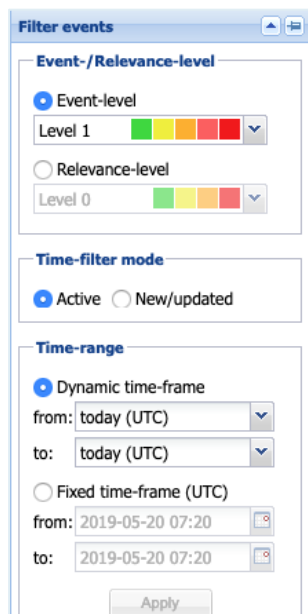 Filter events
Event-/Relevance-level
Event-level
Level 1
Relevance-level
Level 0
Time-filter mode
Active New/updated
Time-range
Dynamic time-frame
from: today (UTC)
to: today (UTC)
Fixed time-frame (UTC)
from: 2019-05-20 07:20
to: 2019-05-20 07:20
Apply